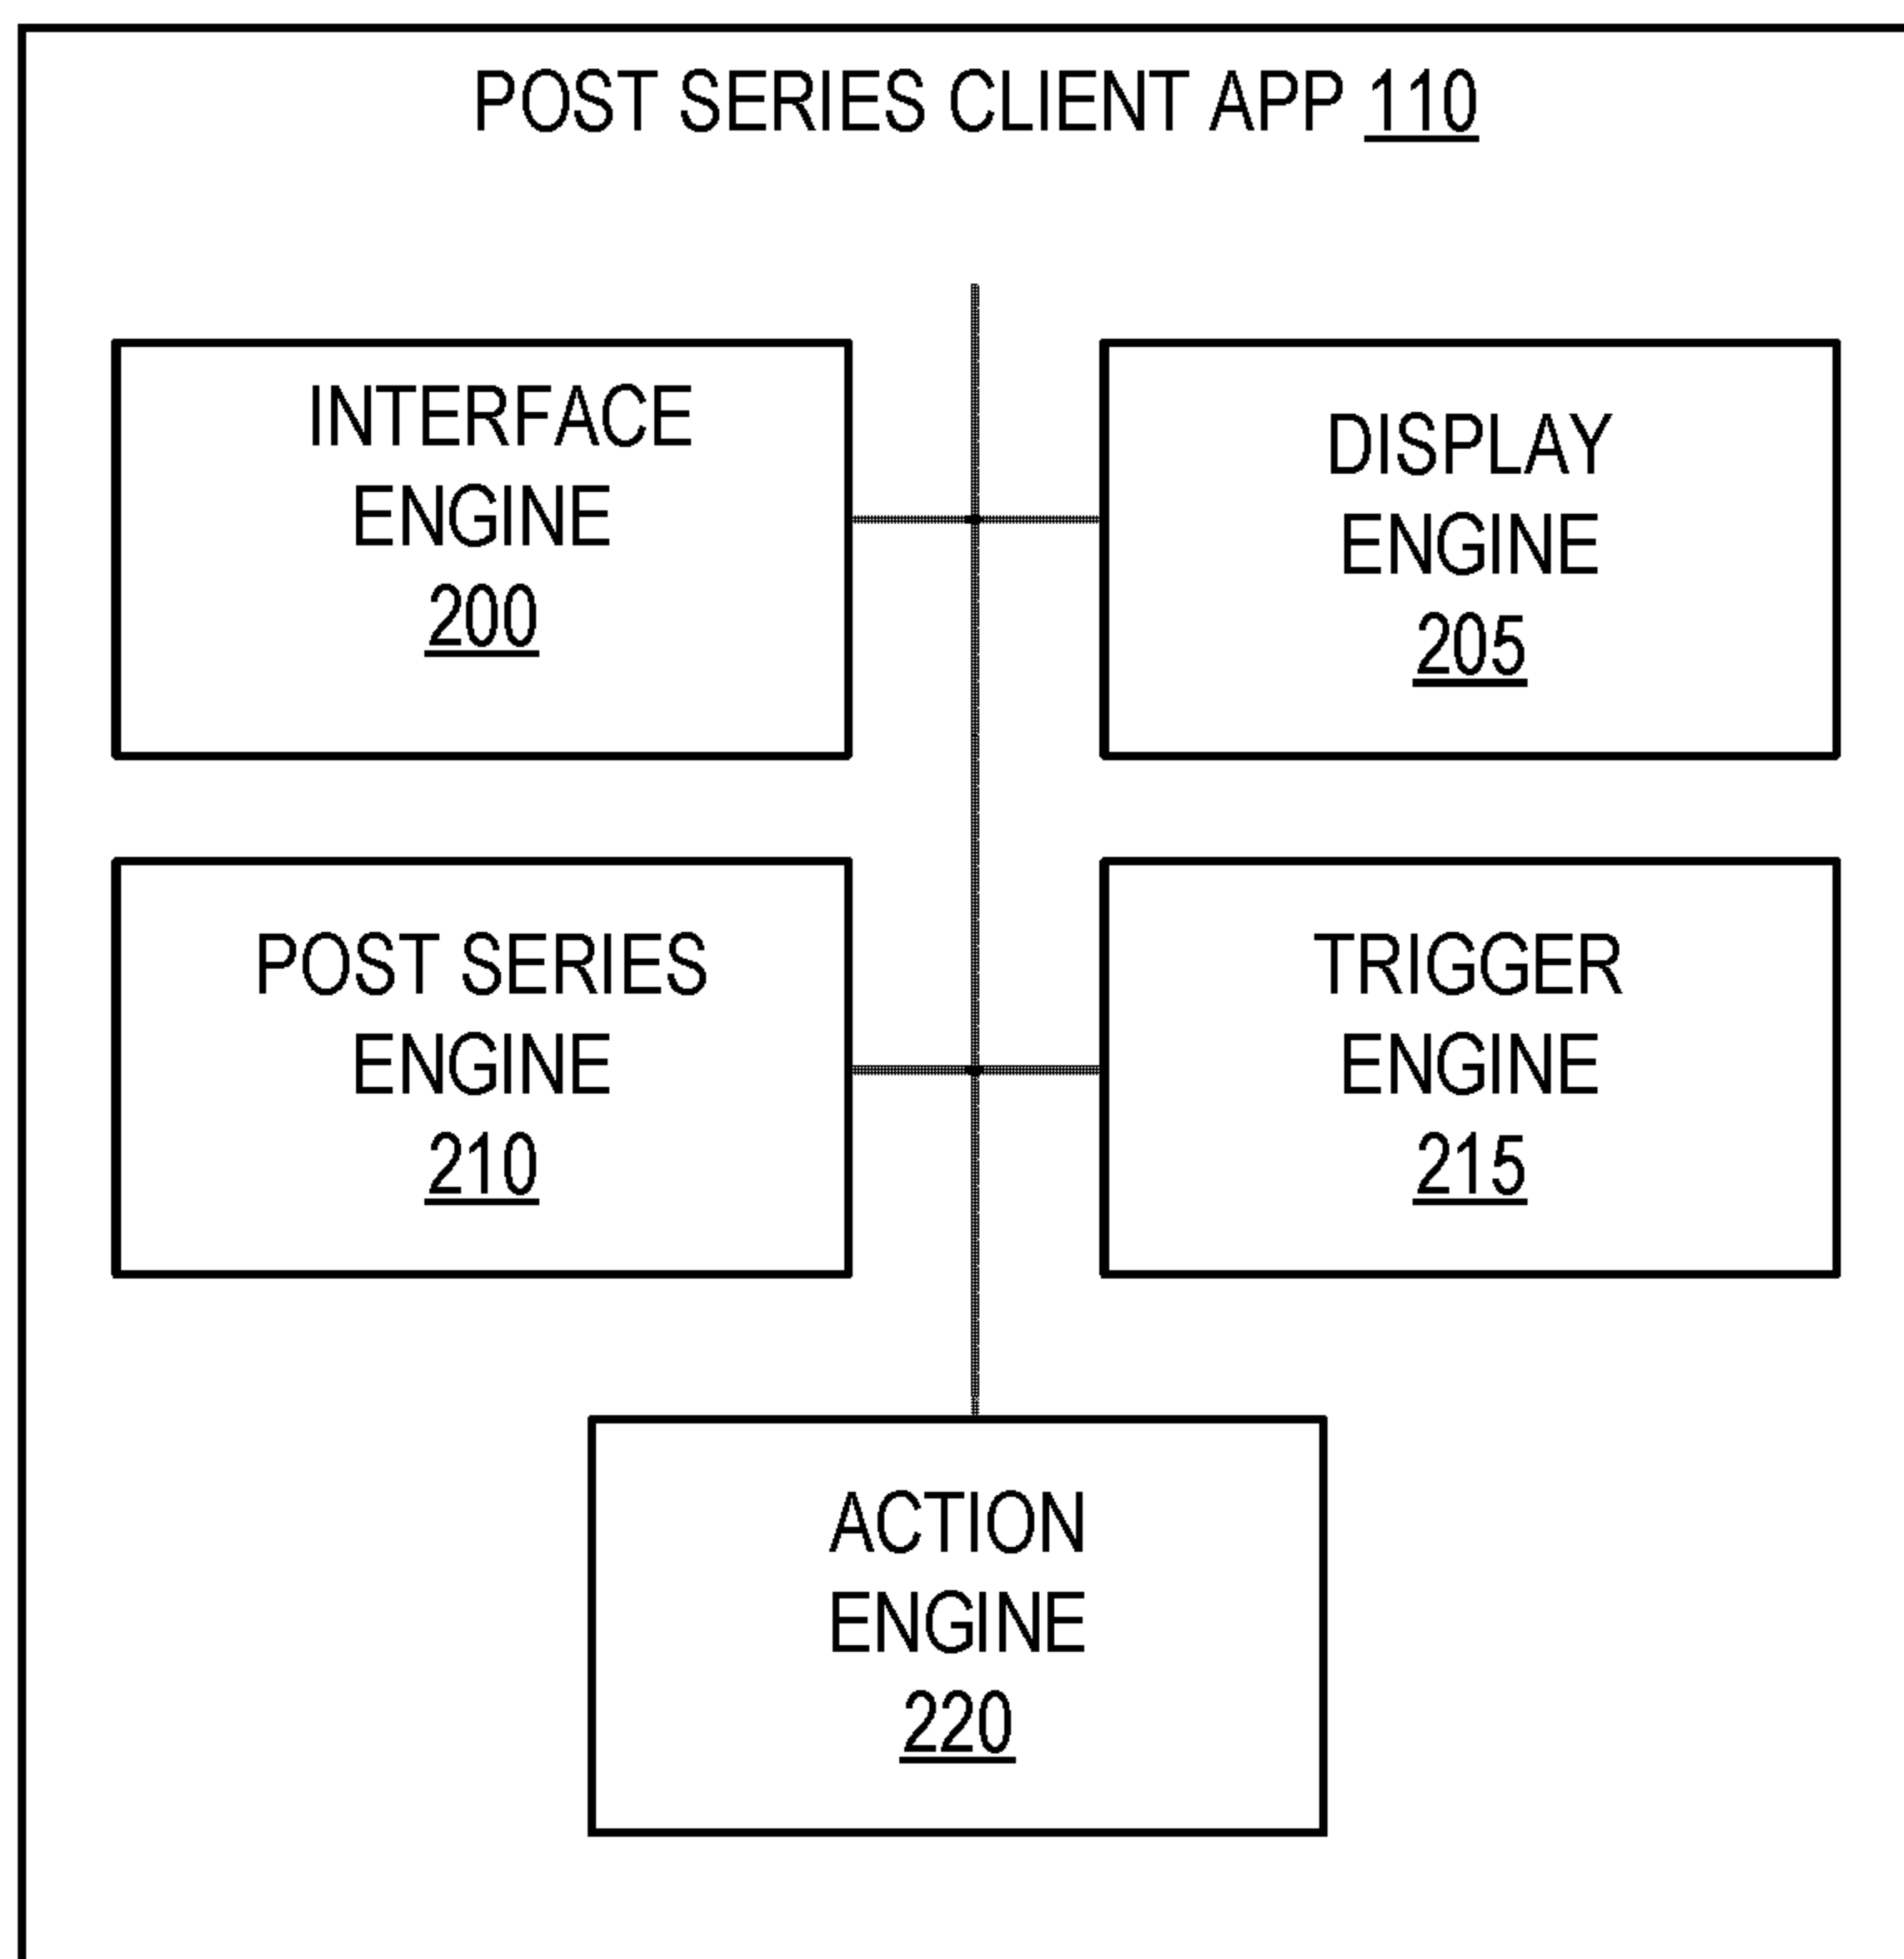 POST SERIES CLIENT APP 110
INTERFACE
ENGINE
200
DISPLAY
ENGINE
205
POST SERIES
ENGINE
210
TRIGGER
ENGINE
215
ACTION
ENGINE
220